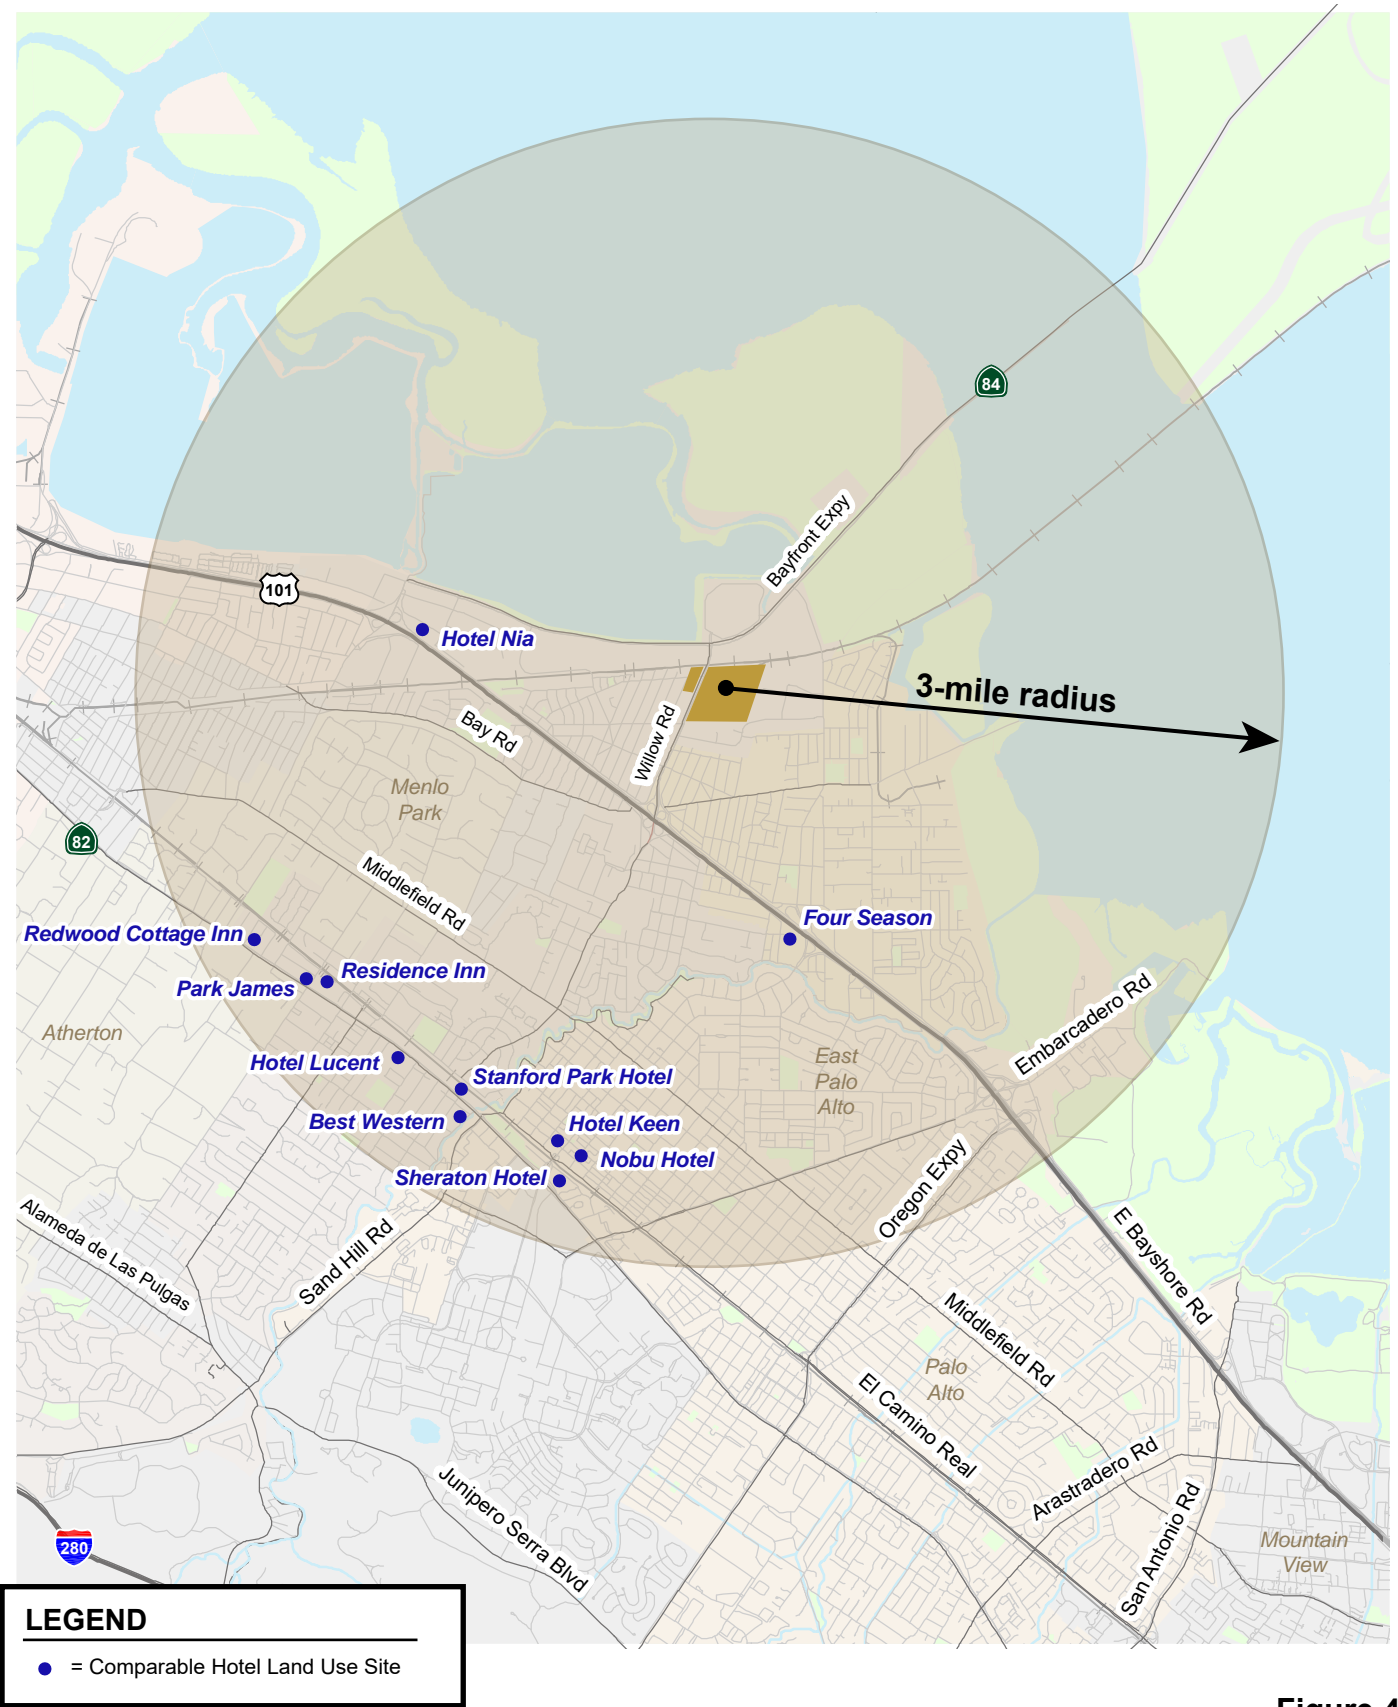 84
Bayfront Expy
101
Hotel Nia
3-mile radius
Willow Rd
Bay Rd
Menlo
Park
82
Middlefield Rd
Four Season
Redwood Cottage Inn
Residence Inn
Park James
Embarcadero Rd
Atherton
Hotel Lucent
East
Palo
Alto
Stanford Park Hotel
Best Western
Hotel Keen
Nobu Hotel
Sheraton Hotel
Oregon Expy
Alameda de Las Pulgas
Sand Hill Rd
E Bayshore Rd
Middlefield Rd
Palo
Alto
El Camino Real
Arastradero Rd
Junipero Serra Blvd
San Antonio Rd
280
Mountain
View
LEGEND
= Comparable Hotel Land Use Site
Figure 4